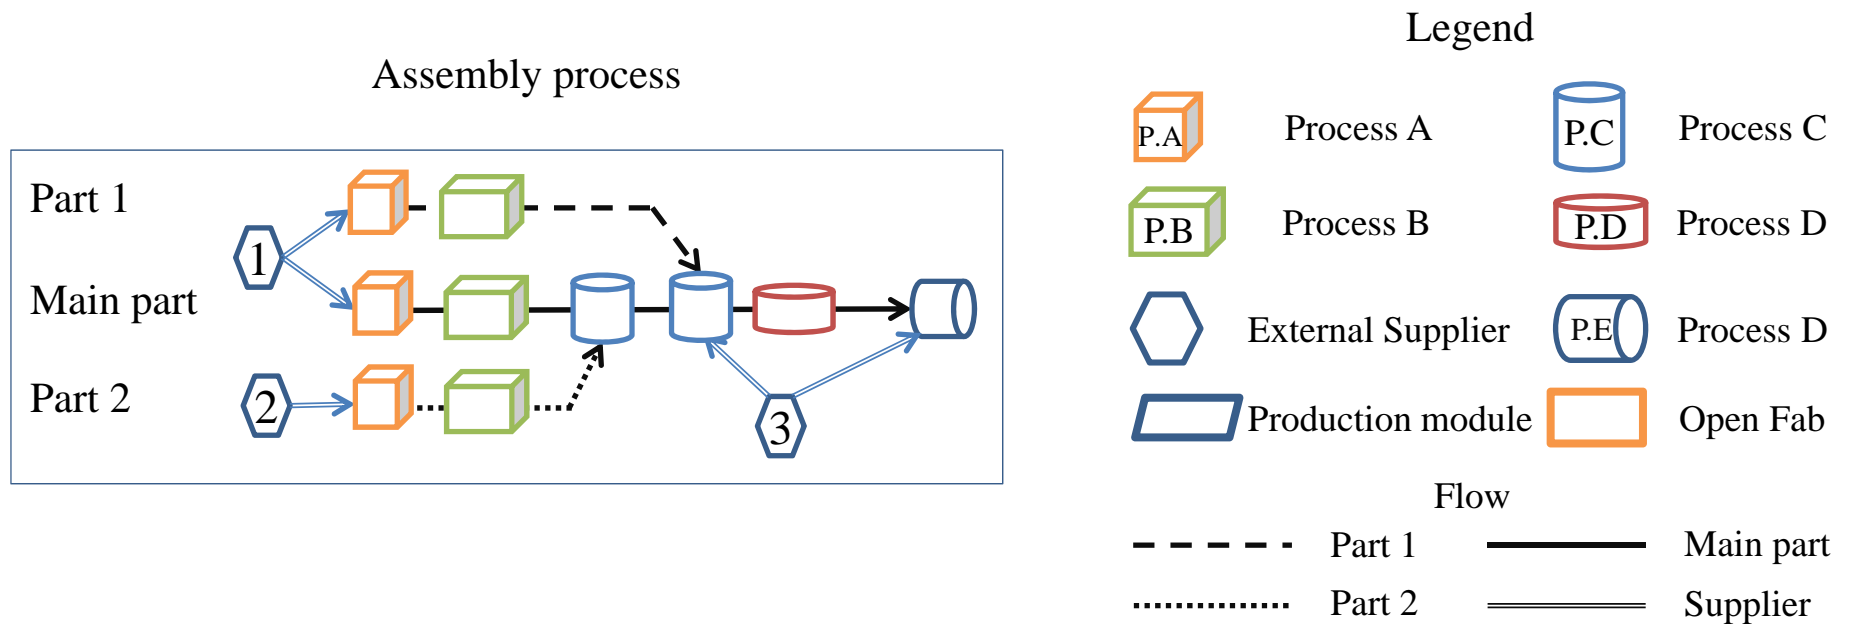 Assembly process
Part 1
1
Main part
Part 2
2
3
Legend
P.A Process A
P.C Process C
P.B Process B
P.D Process D
External Supplier
P.E Process D
Production module
Open Fab
Flow
Part 1
Main part
Part 2
Supplier